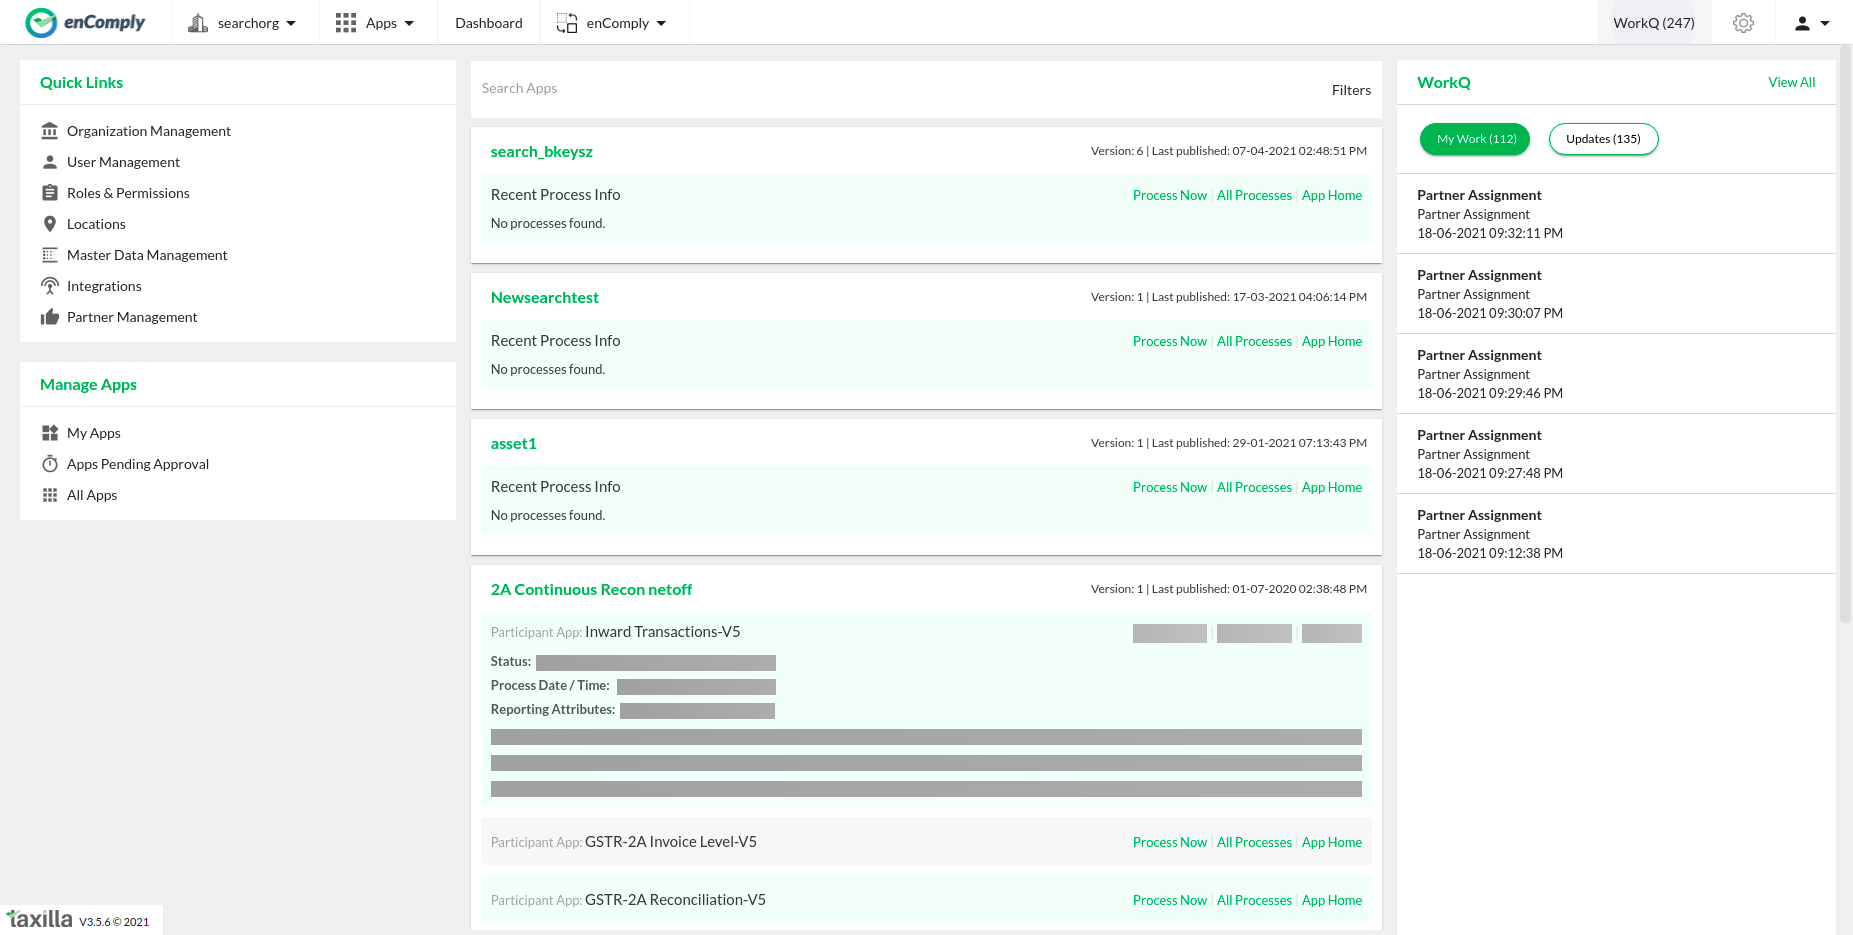 enComply
searchorg
Apps
Dashboard
enComply
WorkQ (247)
Quick Links
Organization Management
User Management
Roles & Permissions
Locations
Master Data Management
Integrations
Partner Management
Manage Apps
My Apps
Apps Pending Approval
All Apps
Search Apps
Filters
search_bkeysz
Version: 6 | Last published: 07-04-2021 02:48:51 PM
Recent Process Info
Process Now | All Processes | App Home
No processes found.
Newsearchtest
Version: 1 | Last published: 17-03-2021 04:06:14 PM
Recent Process Info
Process Now | All Processes | App Home
No processes found.
asset1
Version: 1 | Last published: 29-01-2021 07:13:43 PM
Recent Process Info
Process Now | All Processes | App Home
No processes found.
2A Continuous Recon netoff
Version: 1 | Last published: 01-07-2020 02:38:48 PM
Participant App: Inward Transactions-V5
Status:
Process Date / Time:
Reporting Attributes:
Participant App: GSTR-2A Invoice Level-V5
Process Now | All Processes | App Home
Participant App: GSTR-2A Reconciliation-V5
Process Now | All Processes | App Home
WorkQ
View All
My Work (112)
Updates (135)
Partner Assignment
Partner Assignment
18-06-2021 09:32:11 PM
Partner Assignment
Partner Assignment
18-06-2021 09:30:07 PM
Partner Assignment
Partner Assignment
18-06-2021 09:29:46 PM
Partner Assignment
Partner Assignment
18-06-2021 09:27:48 PM
Partner Assignment
Partner Assignment
18-06-2021 09:12:38 PM
taxilla V3.5.6 © 2021